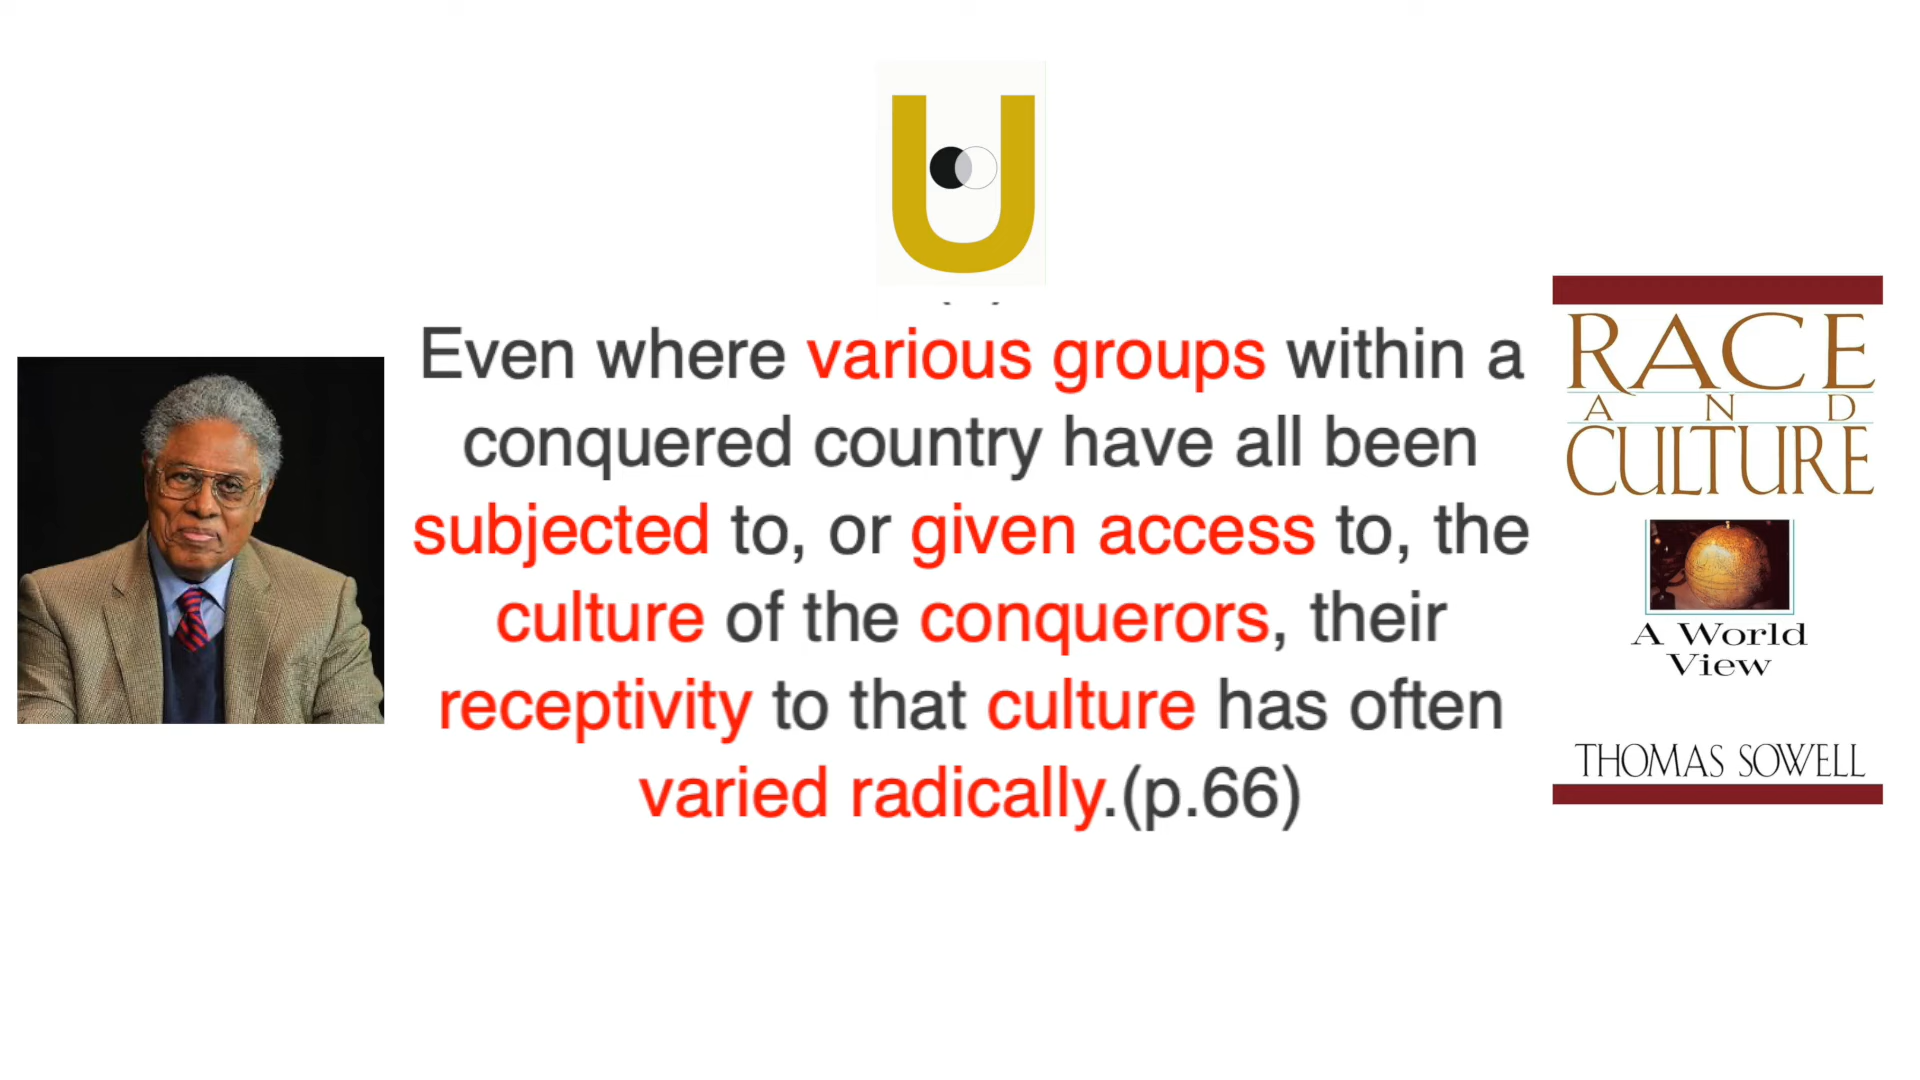 U
Even where various groups within a
conquered country have all been
subjected to, or given access to, the
culture of the conquerors, their
receptivity to that culture has often
varied radically.(p.66)
RACE
AND
CULTURE
A World
View
THOMAS SOWELL